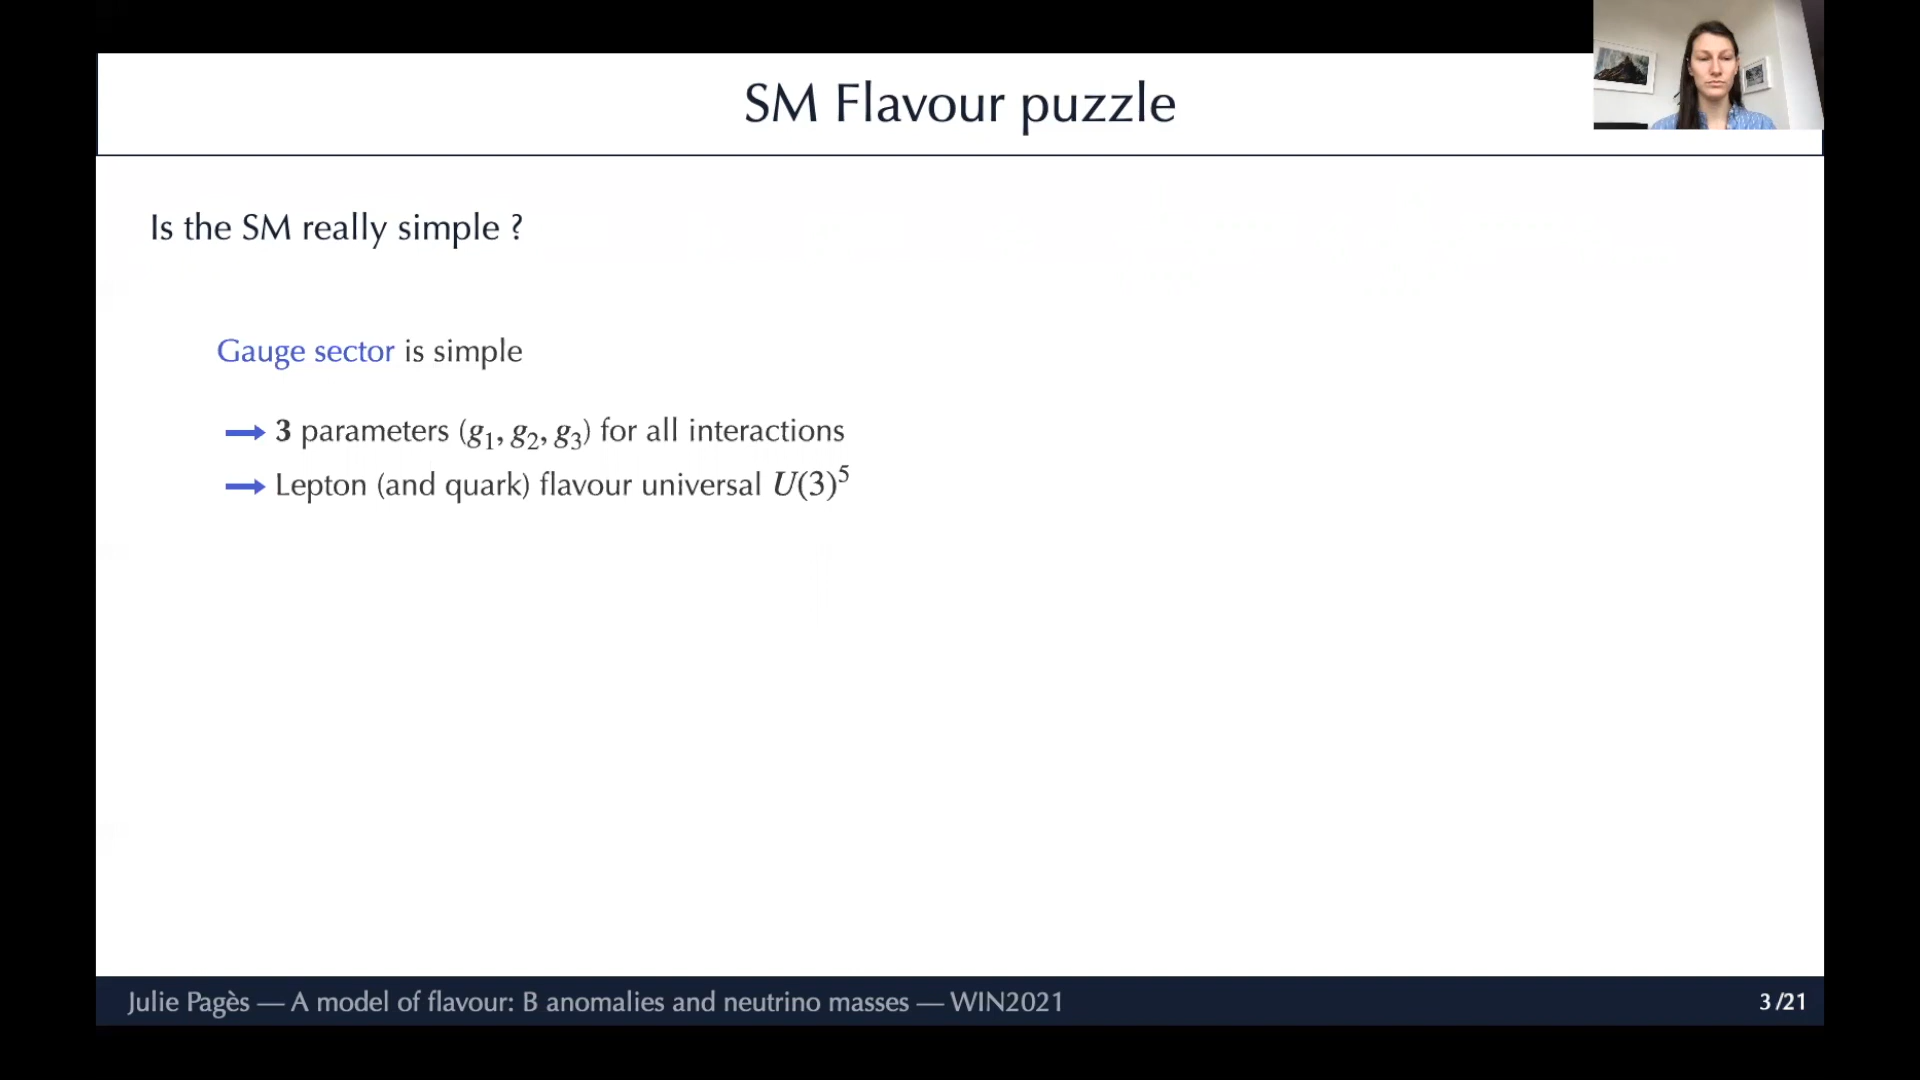 SM Flavour puzzle
Is the SM really simple ?
Gauge sector is simple
➡ 3 parameters (g₁, g₂, g₃) for all interactions
➡ Lepton (and quark) flavour universal U(3)⁵
Julie Pagès — A model of flavour: B anomalies and neutrino masses — WIN2021
3 /21